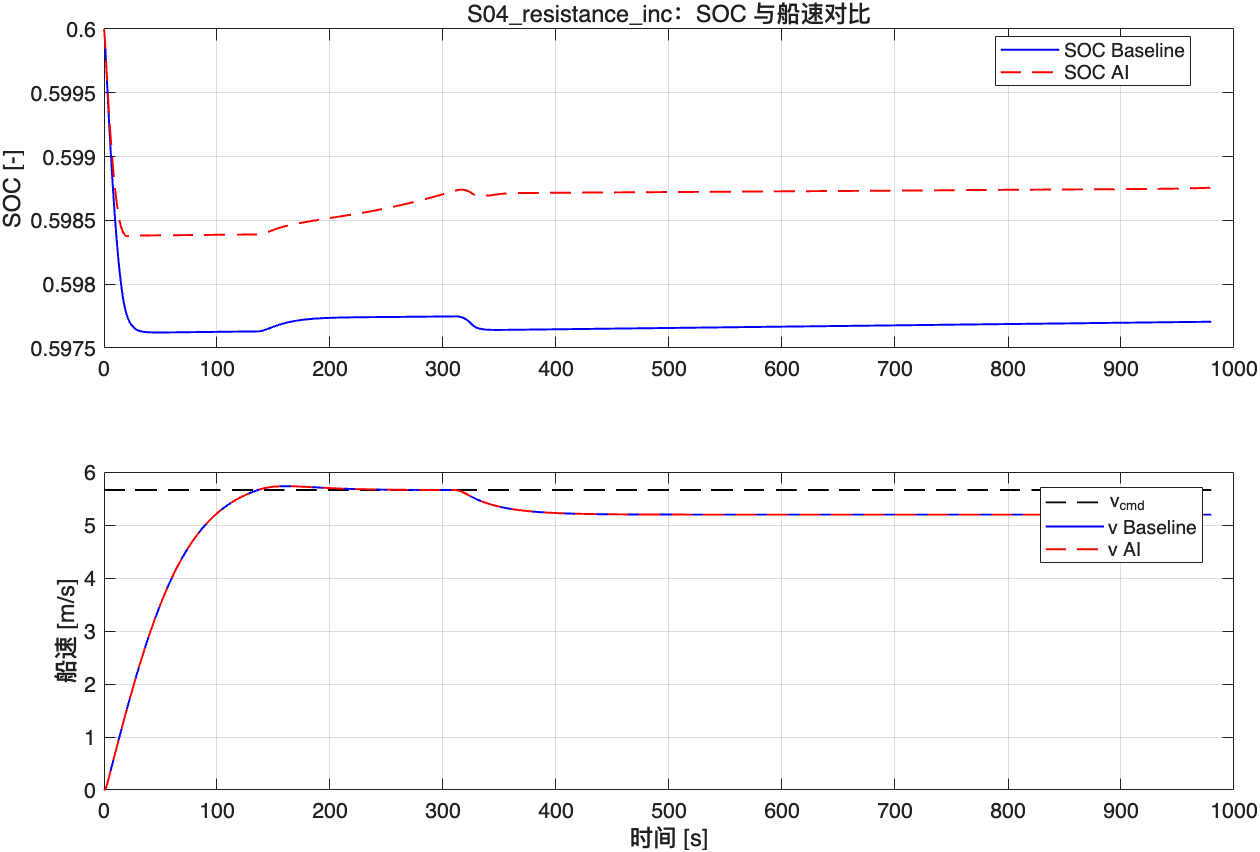 S04_resistance_inc：SOC 与船速对比
SOC [-]
0.6
0.5995
0.599
0.5985
0.598
0.5975
SOC Baseline
SOC AI
0 100 200 300 400 500 600 700 800 900 1000
船速 [m/s]
6
5
4
3
2
1
0
vcmd
v Baseline
v AI
0 100 200 300 400 500 600 700 800 900 1000
时间 [s]